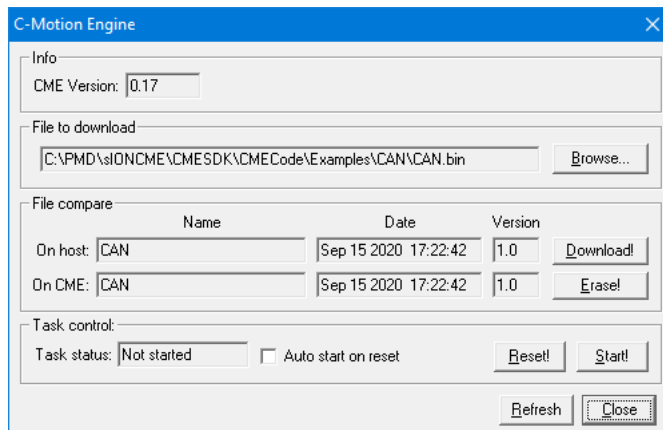 C-Motion Engine
Info
CME Version: 0.17
File to download
C:\PMD\sIONCME\CMESDK\CMECode\Examples\CAN\CAN.bin Browse...
File compare
Name Date Version
On host: CAN Sep 15 2020 17:22:42 1.0 Download!
On CME: CAN Sep 15 2020 17:22:42 1.0 Erase!
Task control:
Task status: Not started Auto start on reset Reset! Start!
Refresh Close